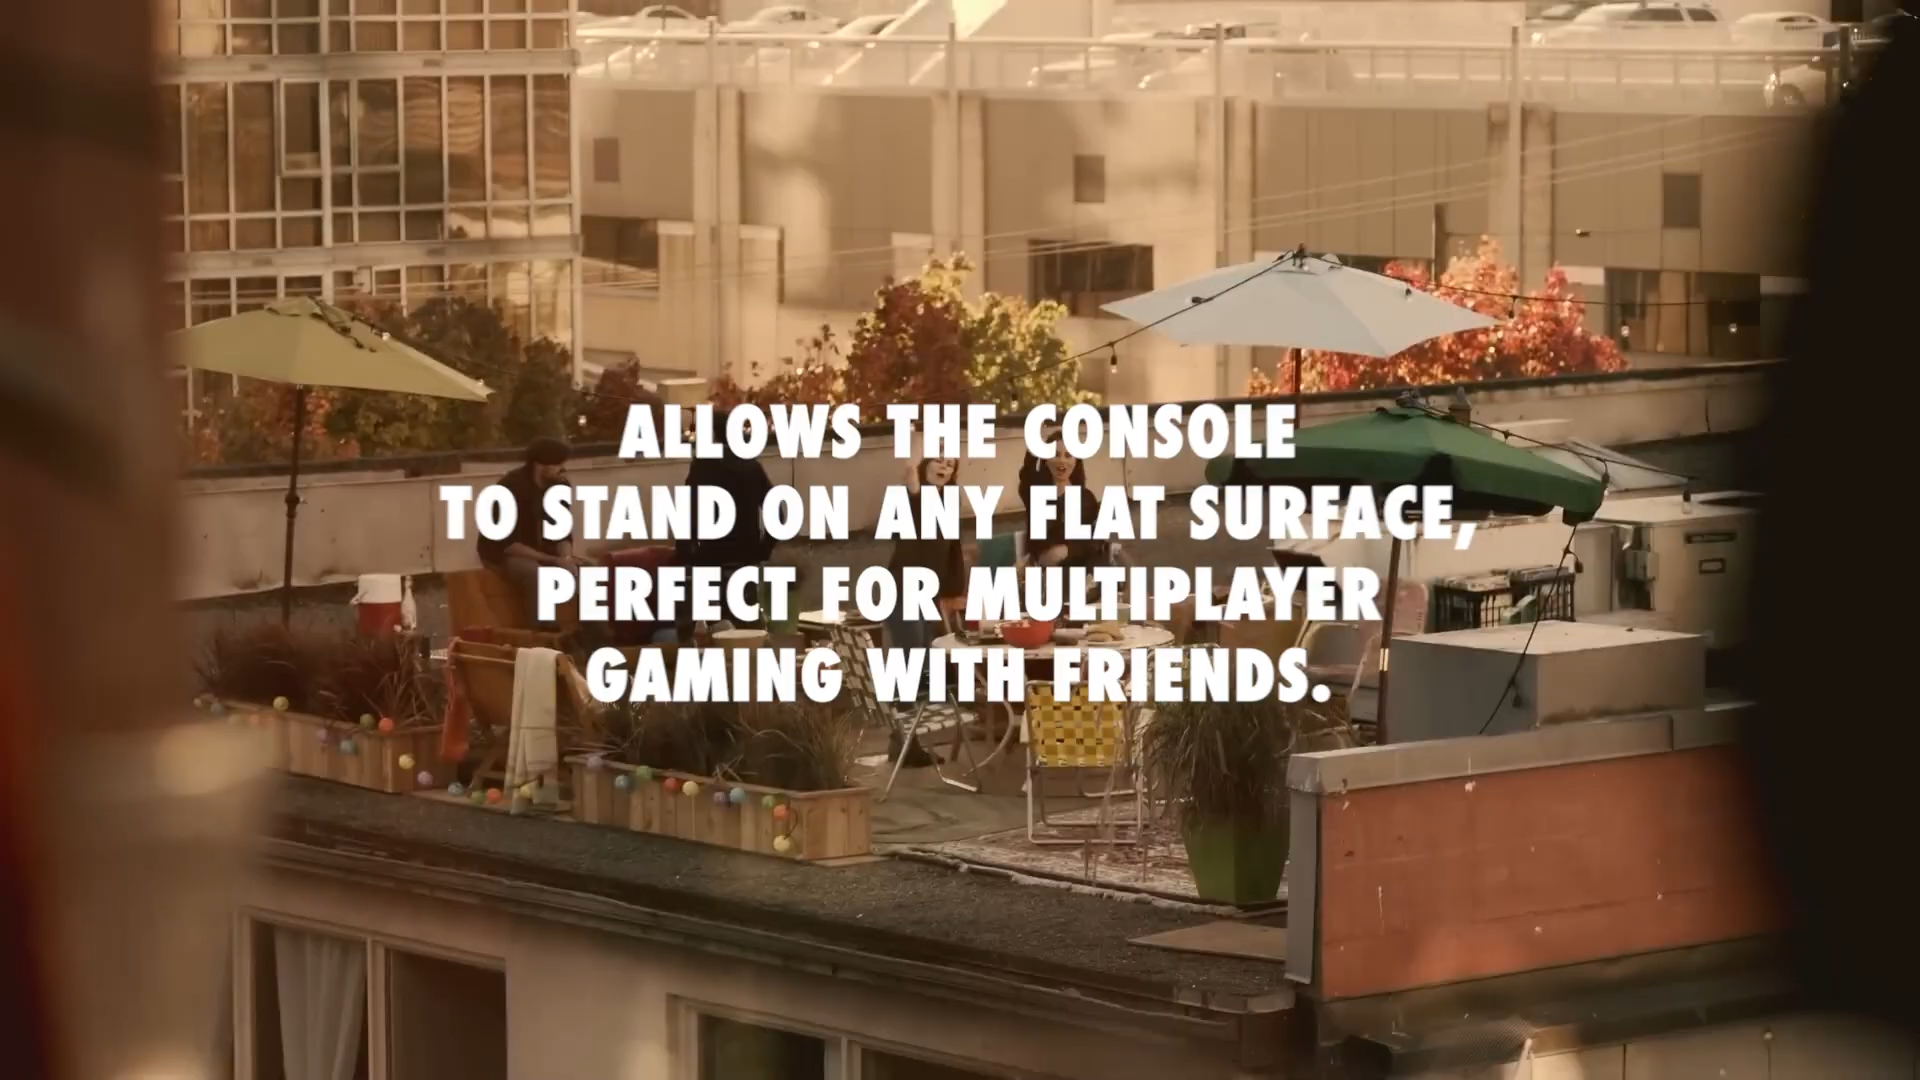 ALLOWS THE CONSOLE
TO STAND ON ANY FLAT SURFACE,
PERFECT FOR MULTIPLAYER
GAMING WITH FRIENDS.